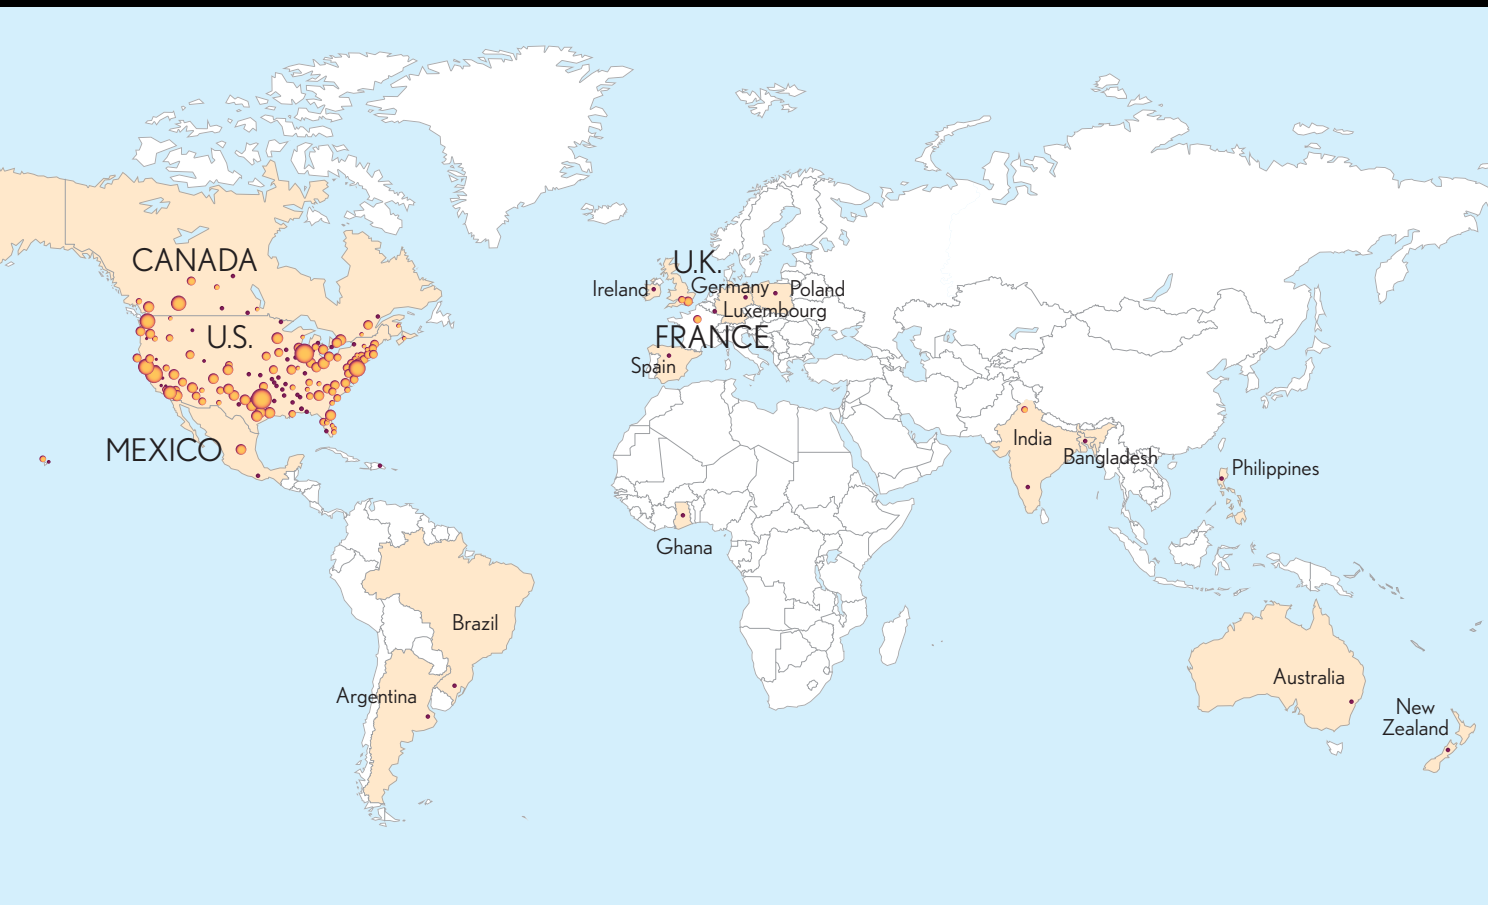 CANADA
U.S.
MEXICO
U.K.
Ireland
Germany
Poland
Luxembourg
FRANCE
Spain
India
Bangladesh
Philippines
Ghana
Brazil
Argentina
Australia
New
Zealand